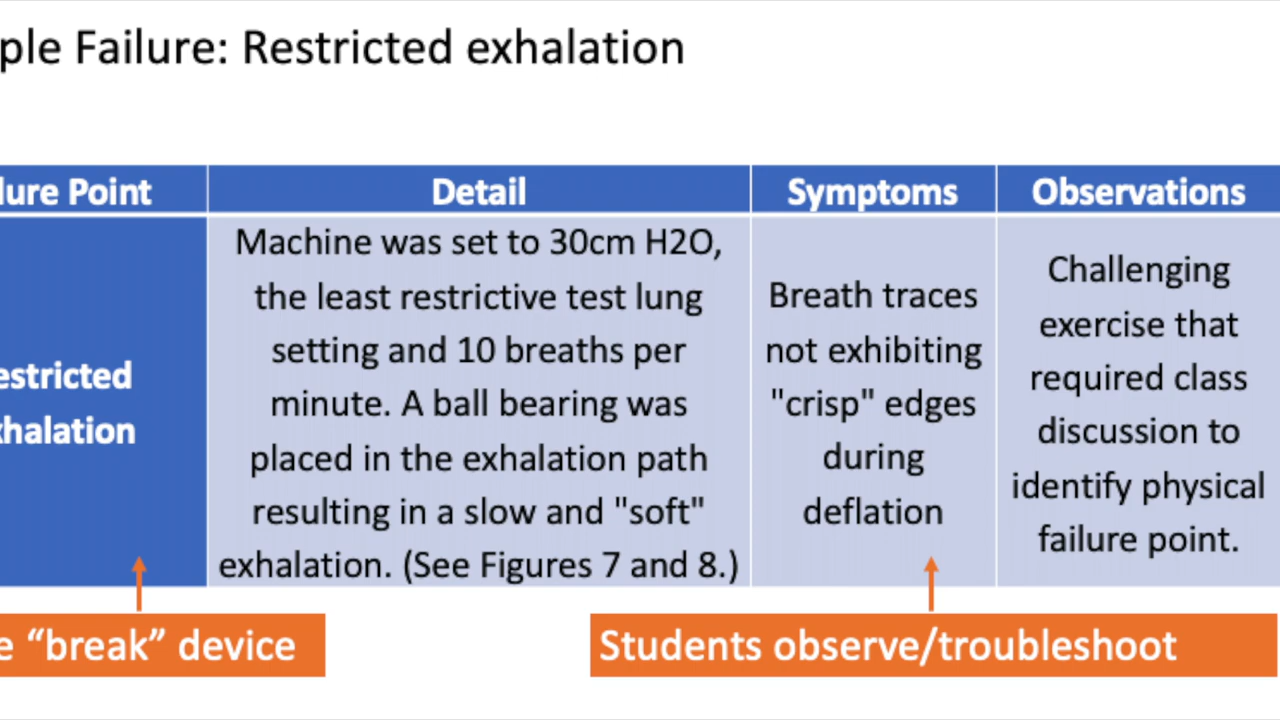 ple Failure: Restricted exhalation
lure Point
Detail
Symptoms
Observations
estricted
xhalation
Machine was set to 30cm H2O,
the least restrictive test lung
setting and 10 breaths per
minute. A ball bearing was
placed in the exhalation path
resulting in a slow and "soft"
exhalation. (See Figures 7 and 8.)
Breath traces
not exhibiting
"crisp" edges
during
deflation
Challenging
exercise that
required class
discussion to
identify physical
failure point.
e “break” device
Students observe/troubleshoot